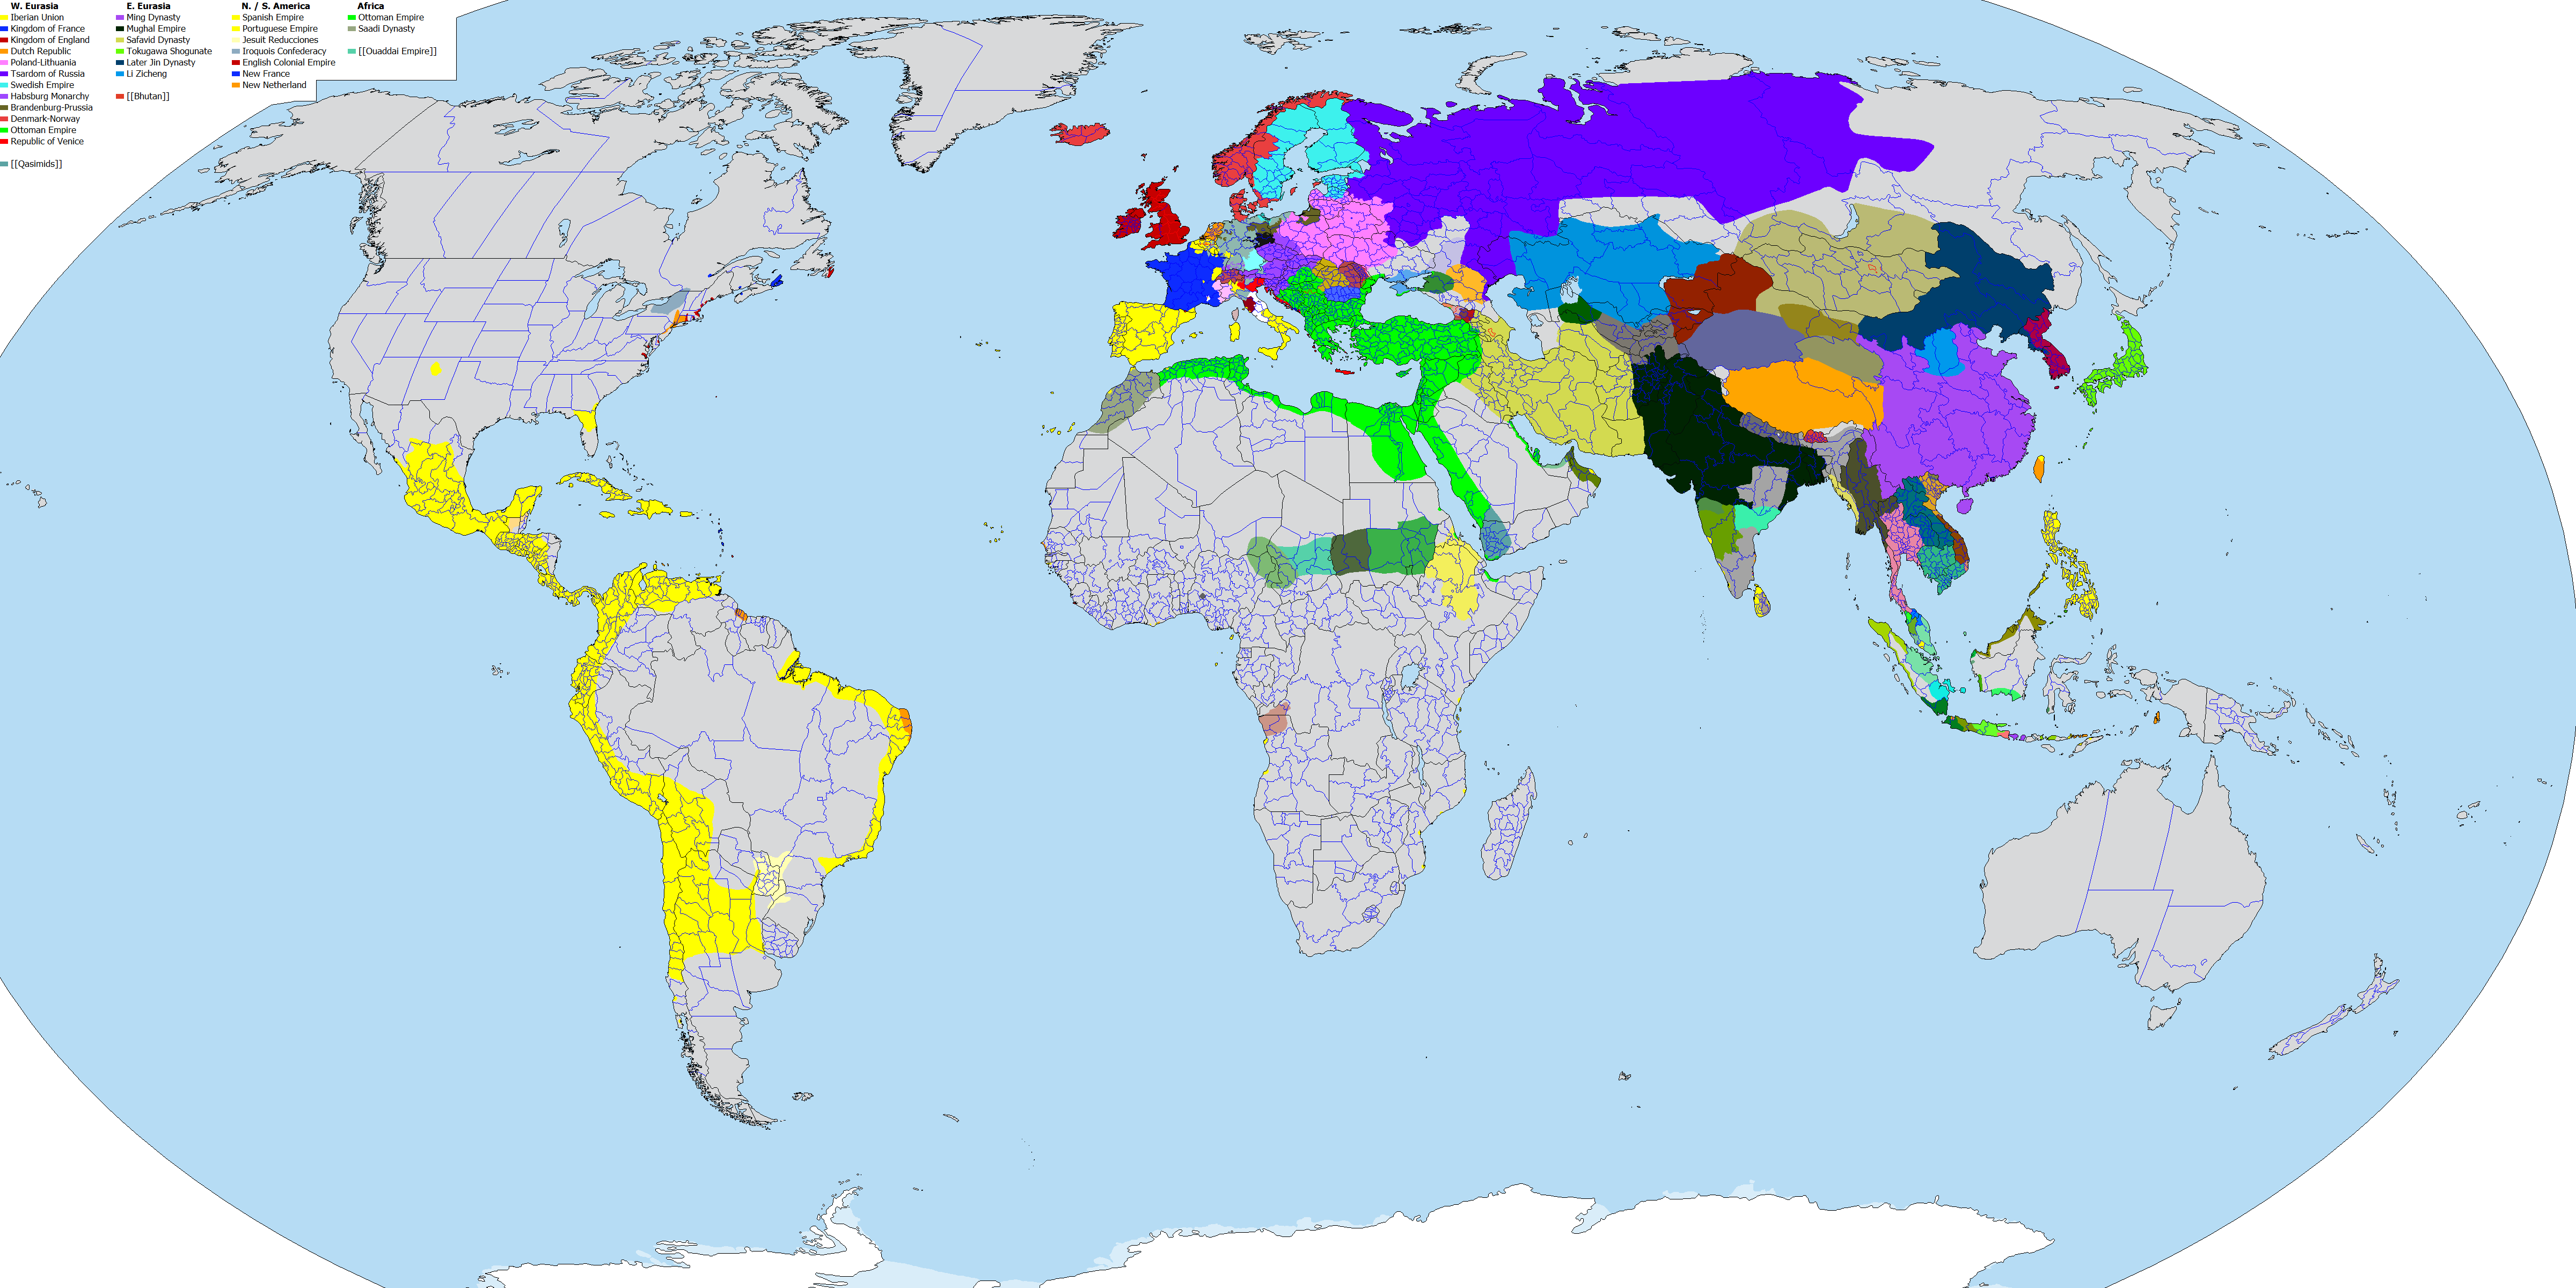 W. Eurasia
Iberian Union
Kingdom of France
Kingdom of England
Dutch Republic
Poland-Lithuania
Tsardom of Russia
Swedish Empire
Habsburg Monarchy
Brandenburg-Prussia
Denmark-Norway
Ottoman Empire
Republic of Venice
[[Qasimids]]
E. Eurasia
Ming Dynasty
Mughal Empire
Safavid Dynasty
Tokugawa Shogunate
Later Jin Dynasty
Li Zicheng
[[Bhutan]]
N. / S. America
Spanish Empire
Portuguese Empire
Jesuit Reducciones
Iroquois Confederacy
English Colonial Empire
New France
New Netherland
Africa
Ottoman Empire
Saadi Dynasty
[[Ouaddai Empire]]